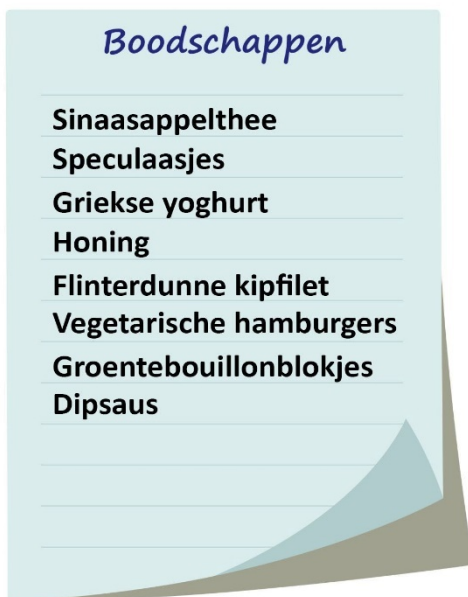 Boodschappen
Sinaasappelthee
Speculaasjes
Griekse yoghurt
Honing
Flinterdunne kipfilet
Vegetarische hamburgers
Groentebouillonblokjes
Dipsaus